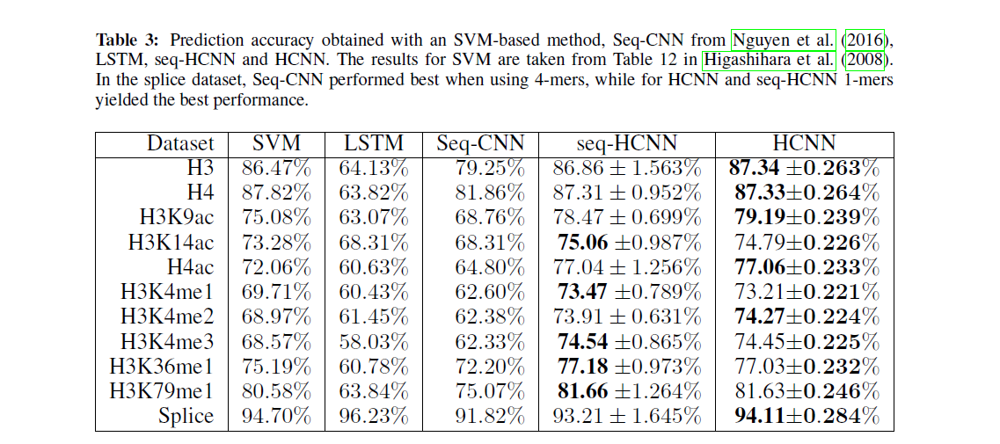 Table 3: Prediction accuracy obtained with an SVM-based method, Seq-CNN from Nguyen et al. (2016),
LSTM, seq-HCNN and HCNN. The results for SVM are taken from Table 12 in Higashihara et al. (2008).
In the splice dataset, Seq-CNN performed best when using 4-mers, while for HCNN and seq-HCNN 1-mers
yielded the best performance.
Dataset SVM LSTM Seq-CNN seq-HCNN HCNN
H3 86.47% 64.13% 79.25% 86.86 ± 1.563% 87.34 ±0.263%
H4 87.82% 63.82% 81.86% 87.31 ± 0.952% 87.33±0.264%
H3K9ac 75.08% 63.07% 68.76% 78.47 ± 0.699% 79.19±0.239%
H3K14ac 73.28% 68.31% 68.31% 75.06 ±0.987% 74.79±0.226%
H4ac 72.06% 60.63% 64.80% 77.04 ± 1.256% 77.06±0.233%
H3K4me1 69.71% 60.43% 62.60% 73.47 ±0.789% 73.21±0.221%
H3K4me2 68.97% 61.45% 62.38% 73.91 ± 0.631% 74.27±0.224%
H3K4me3 68.57% 58.03% 62.33% 74.54 ±0.865% 74.45±0.225%
H3K36me1 75.19% 60.78% 72.20% 77.18 ±0.973% 77.03±0.232%
H3K79me1 80.58% 63.84% 75.07% 81.66 ±1.264% 81.63±0.246%
Splice 94.70% 96.23% 91.82% 93.21 ± 1.645% 94.11±0.284%